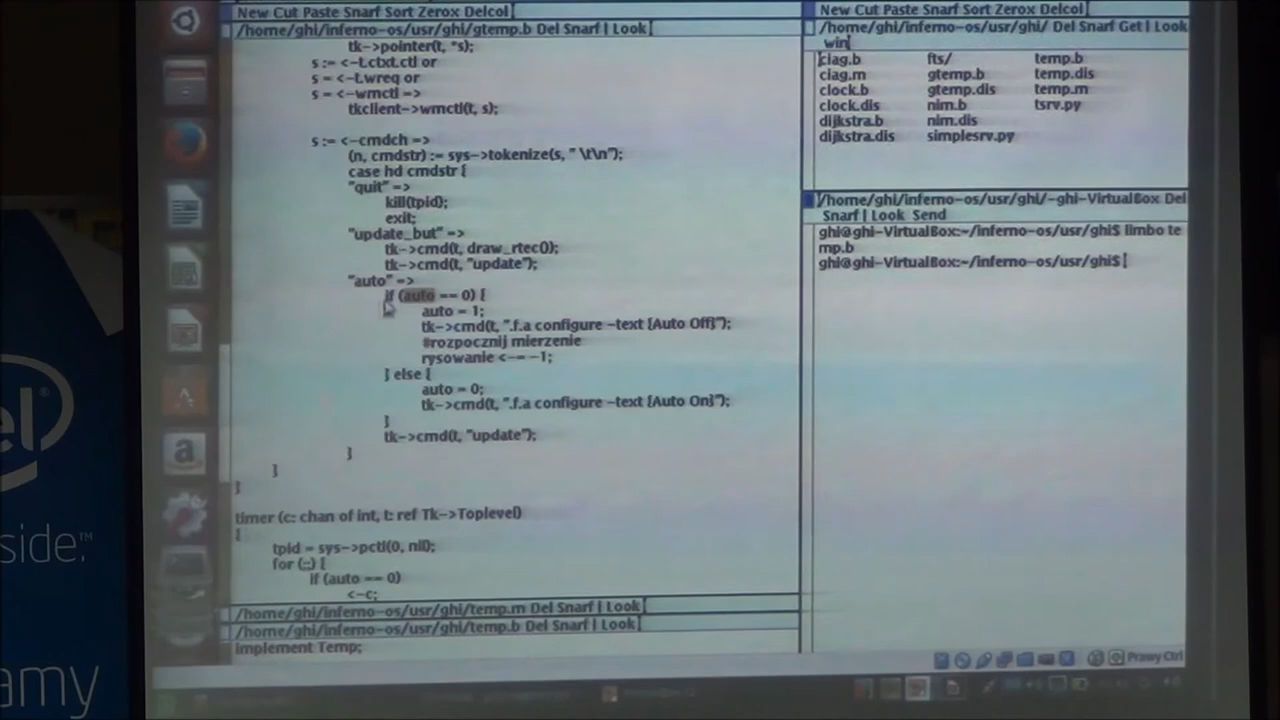 New Cut Paste Snarf Sort Zerox Delcol
/home/ghi/inferno-os/usr/ghi/gtemp.b Del Snarf | Look
tk->pointer(t, *s);
s := <-t.ctxt.ctl or
s = <-t.wreq or
s = <-wmctl =>
tkclient->wmctl(t, s);
s := <-cmdch =>
(n, cmdstr) := sys->tokenize(s, " \t\n");
case hd cmdstr {
"quit" =>
kill(tpid);
exit;
"update_but" =>
tk->cmd(t, draw_rtec());
tk->cmd(t, "update");
"auto" =>
if (auto == 0) {
auto = 1;
tk->cmd(t, ".f.a configure -text {Auto Off}");
#rozpocznij mierzenie
rysowanie <-= -1;
} else {
auto = 0;
tk->cmd(t, ".f.a configure -text {Auto On}");
}
tk->cmd(t, "update");
}
}
}
timer (c: chan of int, t: ref Tk->Toplevel)
{
tpid = sys->pctl(0, nil);
for (;;) {
if (auto == 0)
<-c;
/home/ghi/inferno-os/usr/ghi/temp.m Del Snarf | Look
/home/ghi/inferno-os/usr/ghi/temp.b Del Snarf | Look
implement Temp;
New Cut Paste Snarf Sort Zerox Delcol
/home/ghi/inferno-os/usr/ghi/ Del Snarf Get | Look
win
ciag.b fts/ temp.b
ciag.m gtemp.b temp.dis
clock.b gtemp.dis temp.m
clock.dis nim.b tsrv.py
dijkstra.b nim.dis
dijkstra.dis simplesrv.py
/home/ghi/inferno-os/usr/ghi/-ghi-VirtualBox Del
Snarf | Look Send
ghi@ghi-VirtualBox:~/inferno-os/usr/ghi$ limbo te
mp.b
ghi@ghi-VirtualBox:~/inferno-os/usr/ghi$
Prawy Ctrl
el
side.™
amy